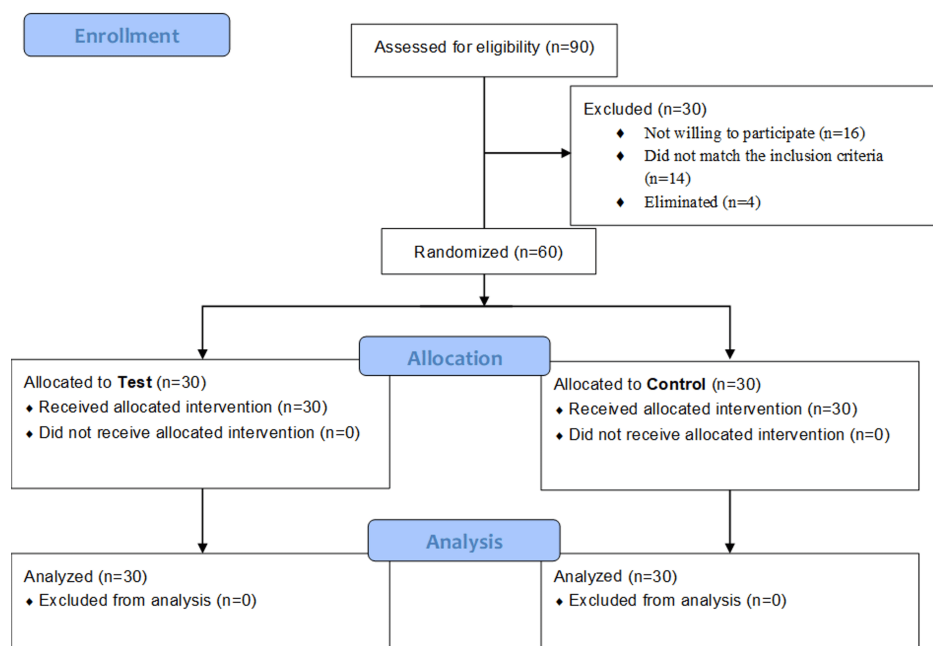 Enrollment
Assessed for eligibility (n=90)
Excluded (n=30)
♦ Not willing to participate (n=16)
♦ Did not match the inclusion criteria
(n=14)
♦ Eliminated (n=4)
Randomized (n=60)
Allocation
Allocated to Test (n=30)
♦ Received allocated intervention (n=30)
♦ Did not receive allocated intervention (n=0)
Allocated to Control (n=30)
♦ Received allocated intervention (n=30)
♦ Did not receive allocated intervention (n=0)
Analysis
Analyzed (n=30)
♦ Excluded from analysis (n=0)
Analyzed (n=30)
♦ Excluded from analysis (n=0)